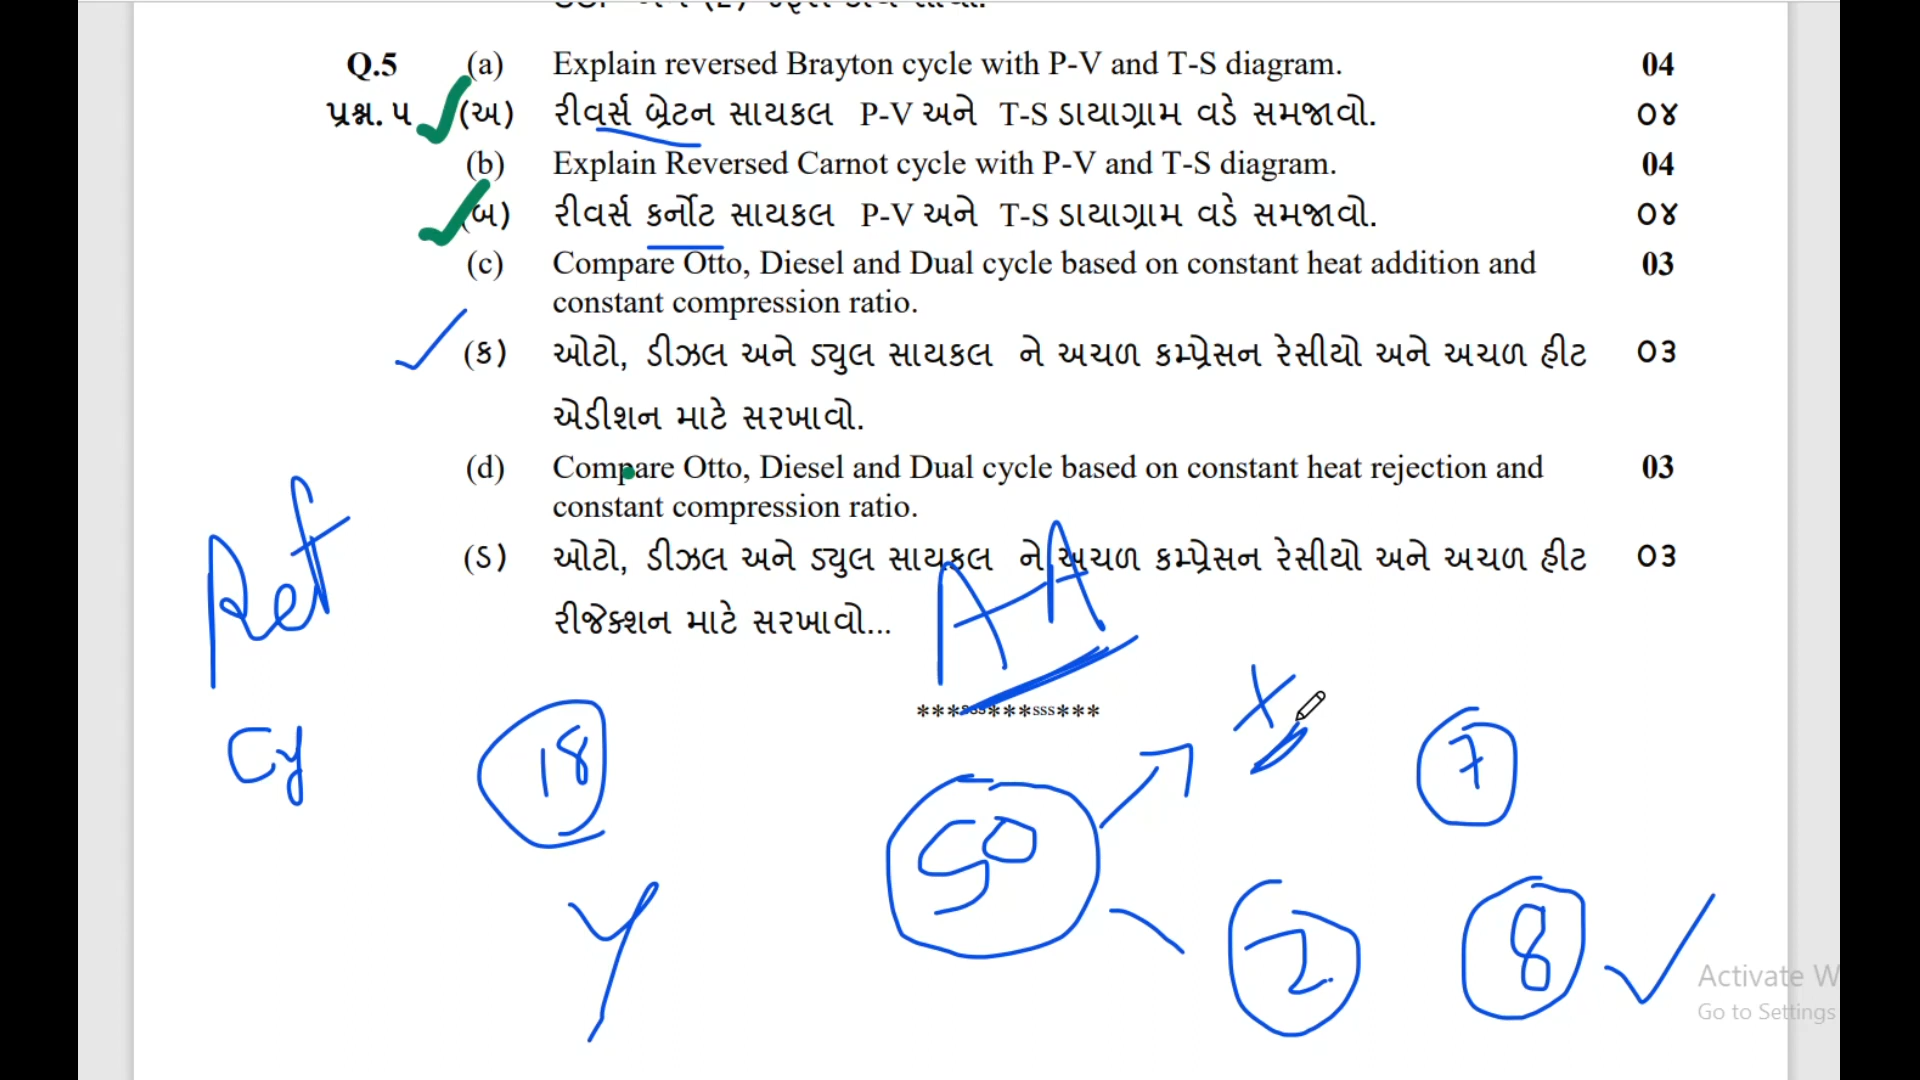 Q.5 (a) Explain reversed Brayton cycle with P-V and T-S diagram. 04
પ્રશ્ન. ૫ (અ) રીવર્સ બ્રેટન સાયકલ P-V અને T-S ડાયાગ્રામ વડે સમજાવો. ૦૪
(b) Explain Reversed Carnot cycle with P-V and T-S diagram. 04
(બ) રીવર્સ કર્નોટ સાયકલ P-V અને T-S ડાયાગ્રામ વડે સમજાવો. ૦૪
(c) Compare Otto, Diesel and Dual cycle based on constant heat addition and 03
constant compression ratio.
(ક) ઓટો, ડીઝલ અને ડ્યુલ સાયકલ ને અચળ કમ્પ્રેસન રેસીયો અને અચળ હીટ ૦૩
એડીશન માટે સરખાવો.
(d) Compare Otto, Diesel and Dual cycle based on constant heat rejection and 03
constant compression ratio.
(ડ) ઓટો, ડીઝલ અને ડ્યુલ સાયકલ ને અચળ કમ્પ્રેસન રેસીયો અને અચળ હીટ ૦૩
રીજેક્શન માટે સરખાવો...
Ref
A-A
Cy
18
X
7
50
2
8
Y
Activate W
Go to Settings